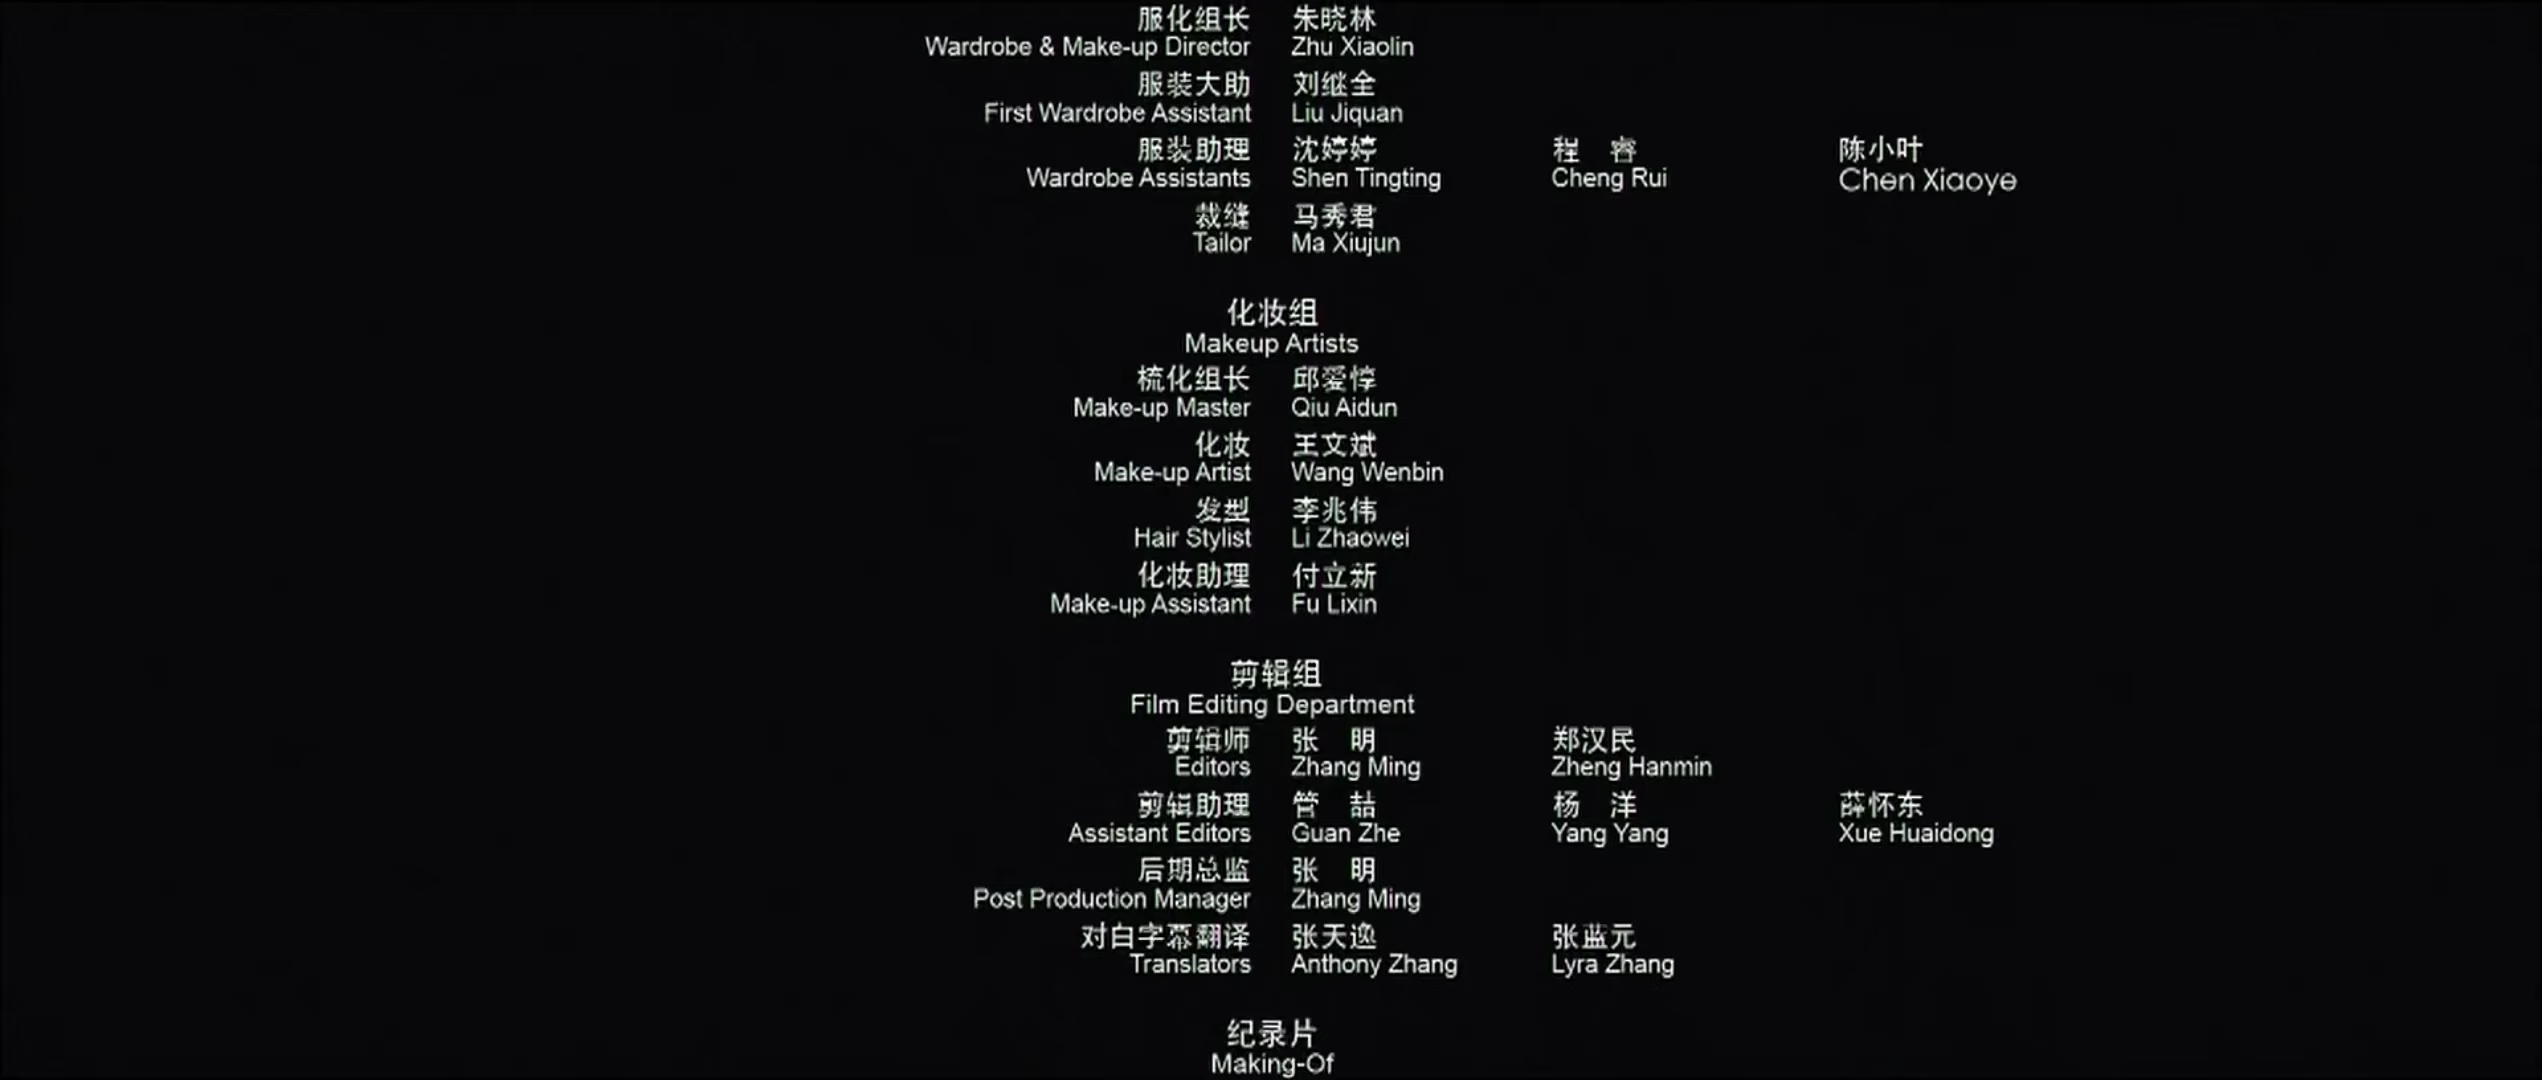 服化组长 朱晓林
Wardrobe & Make-up Director Zhu Xiaolin
服装大助 刘继全
First Wardrobe Assistant Liu Jiquan
服装助理 沈婷婷 程 睿 陈小叶
Wardrobe Assistants Shen Tingting Cheng Rui Chen Xiaoye
裁缝 马秀君
Tailor Ma Xiujun
化妆组
Makeup Artists
梳化组长 邱爱惇
Make-up Master Qiu Aidun
化妆 王文斌
Make-up Artist Wang Wenbin
发型 李兆伟
Hair Stylist Li Zhaowei
化妆助理 付立新
Make-up Assistant Fu Lixin
剪辑组
Film Editing Department
剪辑师 张 明 郑汉民
Editors Zhang Ming Zheng Hanmin
剪辑助理 管 喆 杨 洋 薛怀东
Assistant Editors Guan Zhe Yang Yang Xue Huaidong
后期总监 张 明
Post Production Manager Zhang Ming
对白字幕翻译 张天逸 张蓝元
Translators Anthony Zhang Lyra Zhang
纪录片
Making-Of